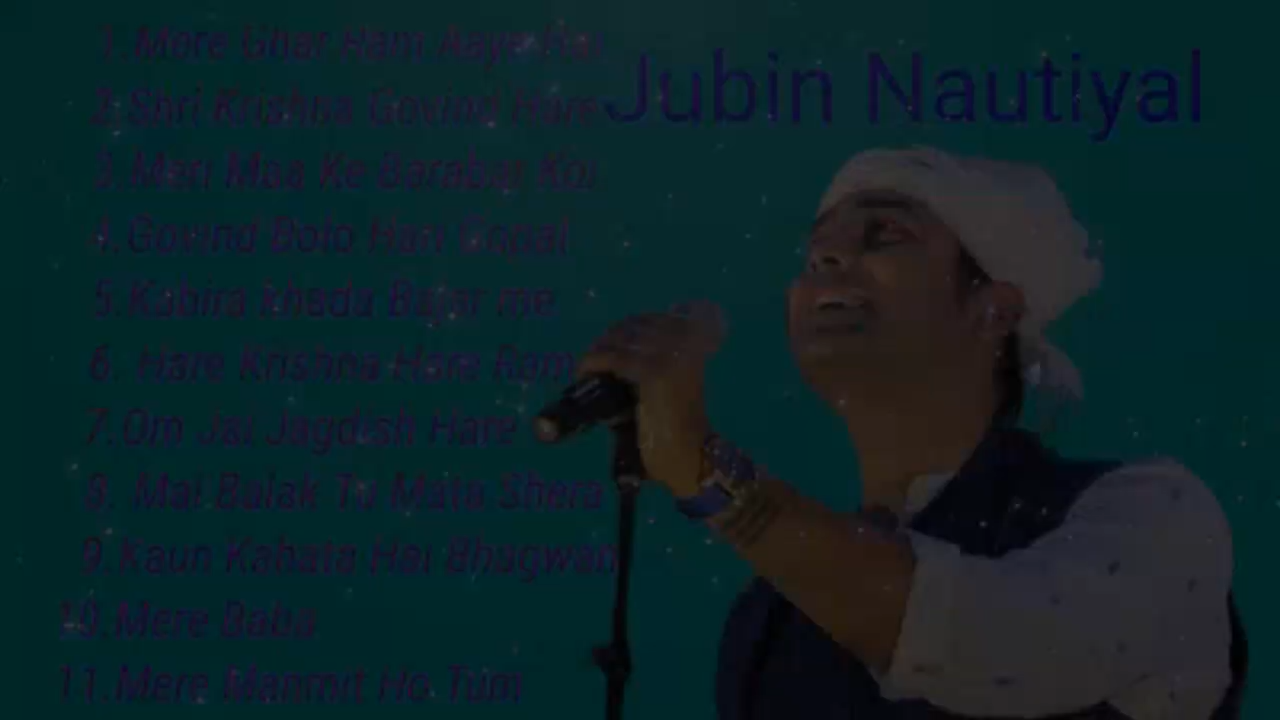 1.Mere Ghar Ram Aaye Hai
Jubin Nautiyal
2.Shri Krishna Govind Hare
3.Meri Maa Ke Barabar Koi
4.Govind Bolo Hari Gopal
5.Kabira khada Bajar me
6. Hare Krishna Hare Ram
7.Om Jai Jagdish Hare
8. Mai Balak Tu Mata Shera
9.Kaun Kahata Hai Bhagwan
10.Mere Baba
11.Mere Manmit Ho Tum